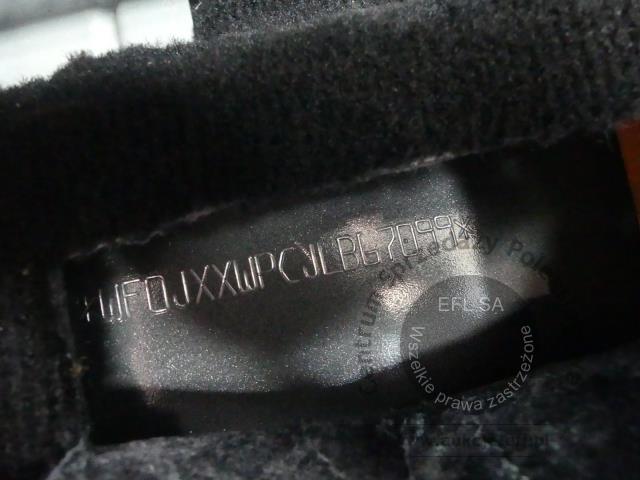 *WF0JXXWPCJLBG7099*
Centrum Sprzedaży
EFL.SA
Wszelkie prawa zastrzeżone